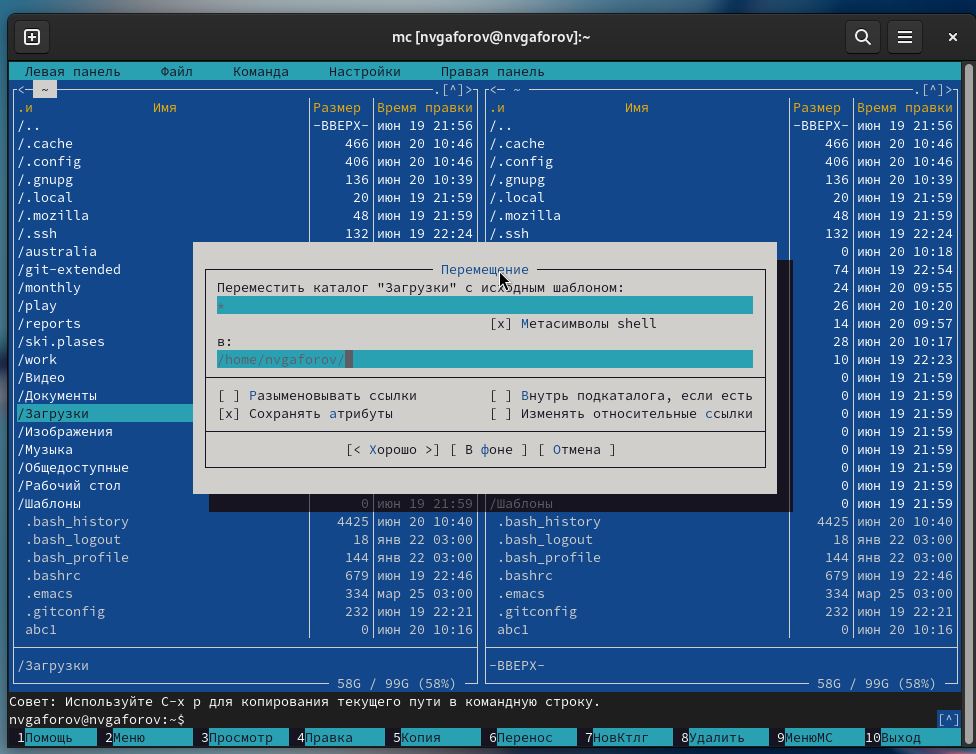 mc [nvgaforov@nvgaforov]:~
Левая панель Файл Команда Настройки Правая панель
<─ ~ .[^]> <─ ~ .[^]>
.и Имя Размер Время правки .и Имя Размер Время правки
/.. -ВВЕРХ- июн 19 21:56 /.. -ВВЕРХ- июн 19 21:56
/.cache 466 июн 20 10:46 /.cache 466 июн 20 10:46
/.config 406 июн 20 10:46 /.config 406 июн 20 10:46
/.gnupg 136 июн 20 10:39 /.gnupg 136 июн 20 10:39
/.local 20 июн 19 21:59 /.local 20 июн 19 21:59
/.mozilla 48 июн 19 21:59 /.mozilla 48 июн 19 21:59
/.ssh 132 июн 19 22:24 /.ssh 132 июн 19 22:24
/australia 0 июн 20 10:18
/git-extended Перемещение 74 июн 19 22:54
/monthly Переместить каталог "Загрузки" с исходным шаблоном: 24 июн 20 09:55
/play * 26 июн 20 10:20
/reports [x] Метасимволы shell 14 июн 20 09:57
/ski.plases в: 28 июн 20 10:17
/work /home/nvgaforov/ 10 июн 19 22:23
/Видео 0 июн 19 21:59
/Документы [ ] Разыменовывать ссылки [ ] Внутрь подкаталога, если есть 0 июн 19 21:59
/Загрузки [x] Сохранять атрибуты [ ] Изменять относительные ссылки 0 июн 19 21:59
/Изображения 0 июн 19 21:59
/Музыка [< Хорошо >] [ В фоне ] [ Отмена ] 0 июн 19 21:59
/Общедоступные 0 июн 19 21:59
/Рабочий стол 0 июн 19 21:59
/Шаблоны 0 июн 19 21:59 /Шаблоны 0 июн 19 21:59
.bash_history 4425 июн 20 10:40 .bash_history 4425 июн 20 10:40
.bash_logout 18 янв 22 03:00 .bash_logout 18 янв 22 03:00
.bash_profile 144 янв 22 03:00 .bash_profile 144 янв 22 03:00
.bashrc 679 июн 19 22:46 .bashrc 679 июн 19 22:46
.emacs 334 мар 25 03:00 .emacs 334 мар 25 03:00
.gitconfig 232 июн 19 22:21 .gitconfig 232 июн 19 22:21
abc1 0 июн 20 10:16 abc1 0 июн 20 10:16
/Загрузки -ВВЕРХ-
58G / 99G (58%) 58G / 99G (58%)
Совет: Используйте C-x p для копирования текущего пути в командную строку.
nvgaforov@nvgaforov:~$ [^]
1Помощь 2Меню 3Просмотр 4Правка 5Копия 6Перенос 7НовКтлг 8Удалить 9МенюMC 10Выход